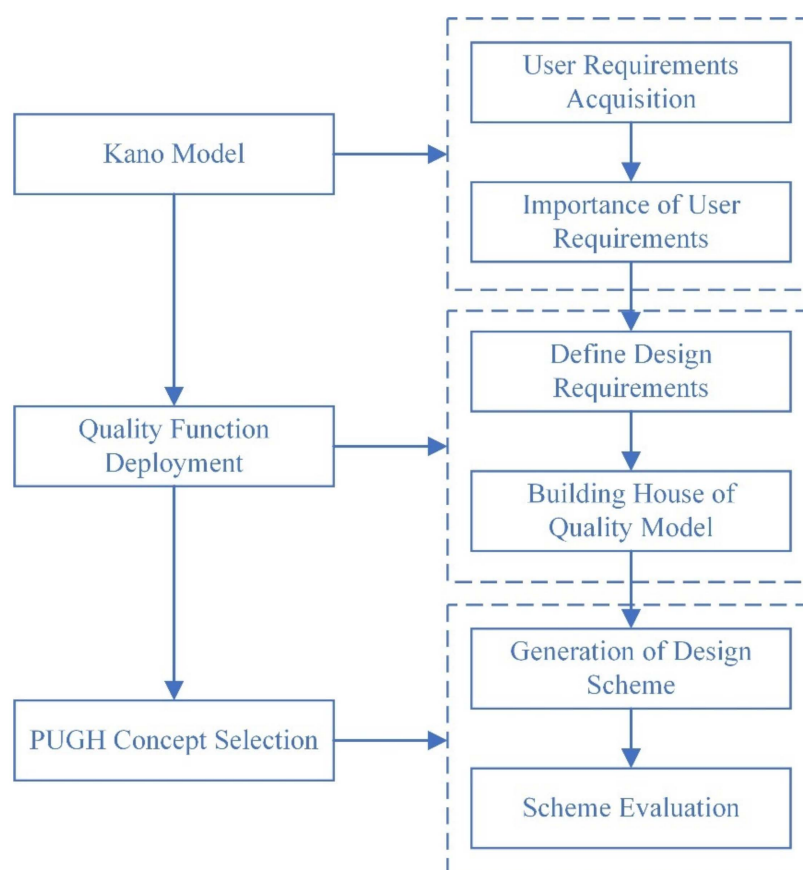 User Requirements
Acquisition
Kano Model
Importance of User
Requirements
Define Design
Requirements
Quality Function
Deployment
Building House of
Quality Model
Generation of Design
Scheme
PUGH Concept Selection
Scheme Evaluation